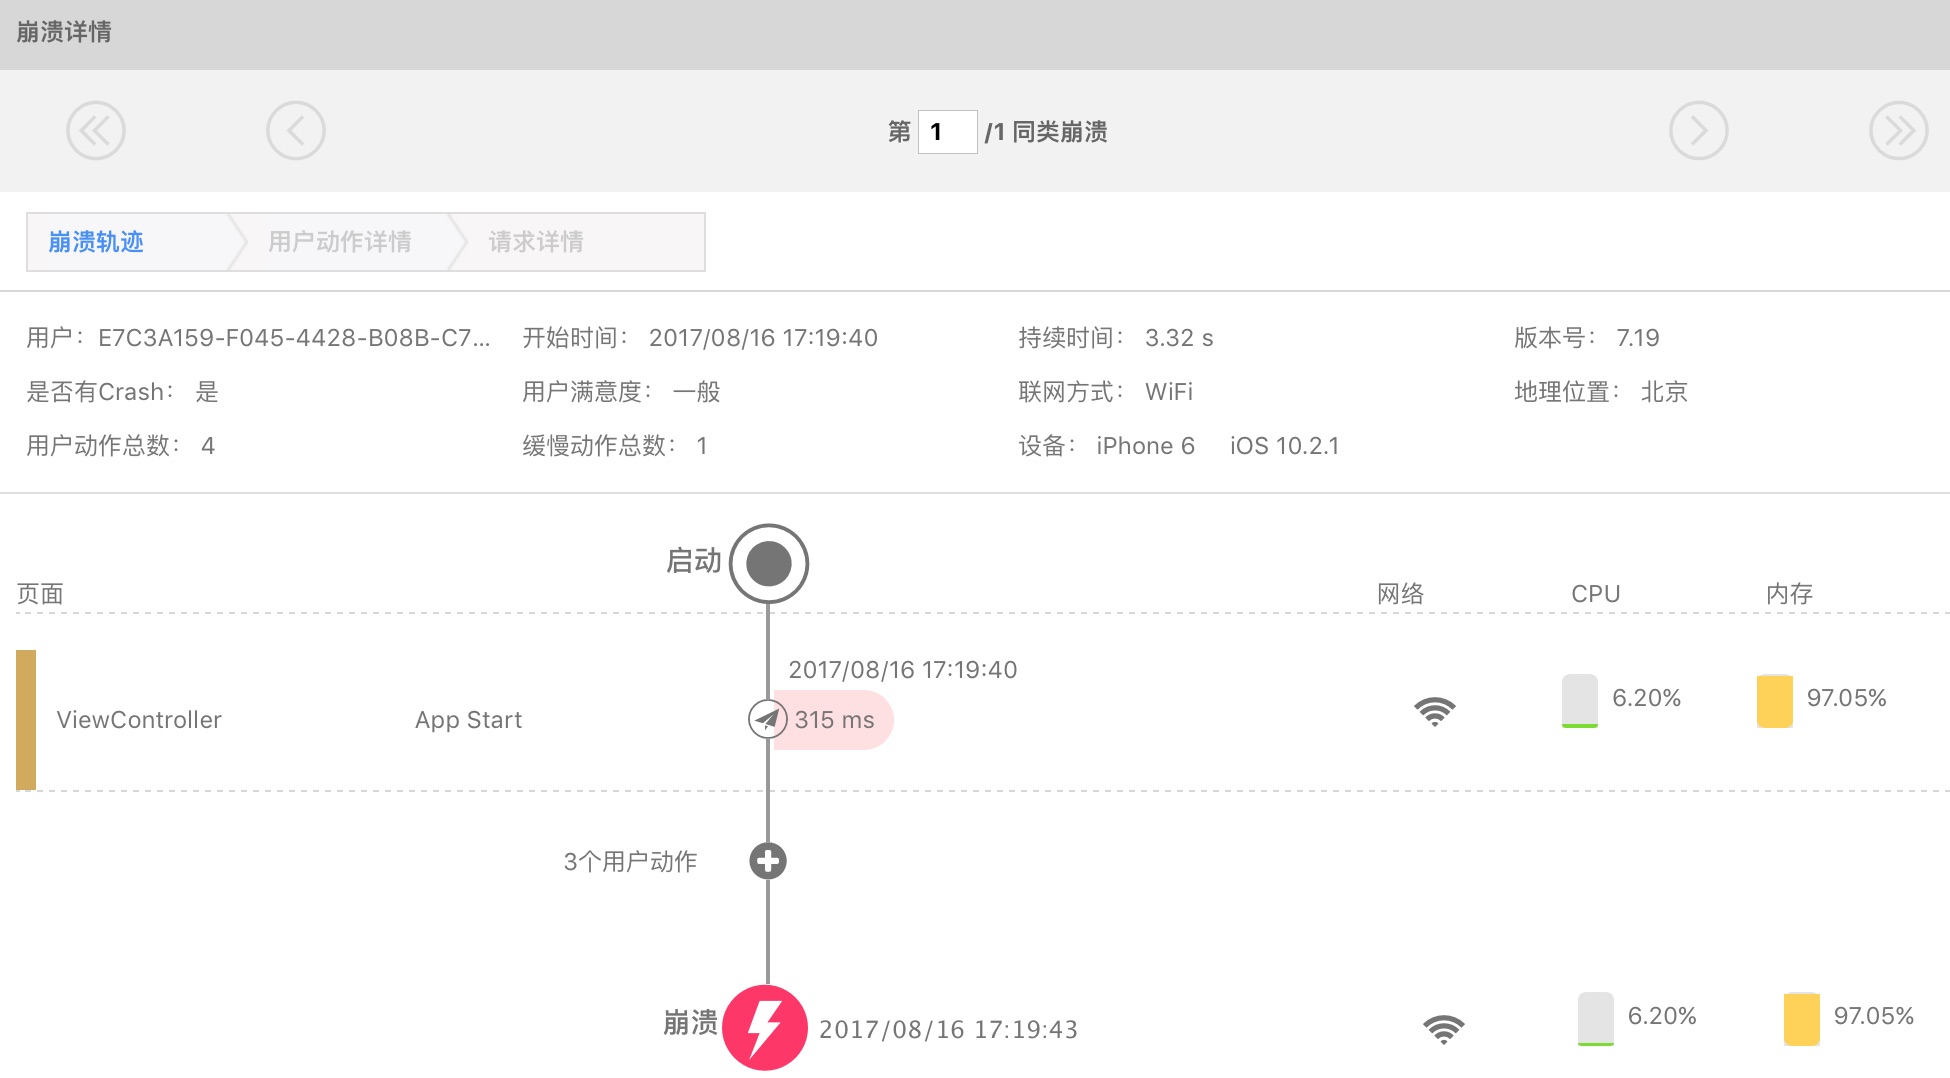 崩溃详情
第 1 /1 同类崩溃
崩溃轨迹 用户动作详情 请求详情
用户： E7C3A159-F045-4428-B08B-C7... 开始时间： 2017/08/16 17:19:40 持续时间： 3.32 s 版本号： 7.19
是否有Crash： 是 用户满意度： 一般 联网方式： WiFi 地理位置： 北京
用户动作总数： 4 缓慢动作总数： 1 设备： iPhone 6 iOS 10.2.1
启动
页面 网络 CPU 内存
2017/08/16 17:19:40
6.20% 97.05%
ViewController App Start 315 ms
3个用户动作
6.20% 97.05%
崩溃 2017/08/16 17:19:43